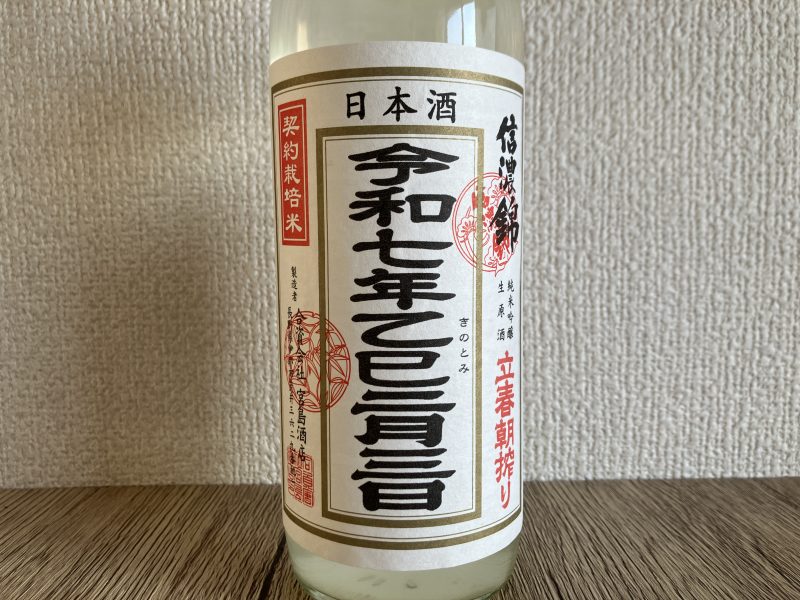 日本酒
信濃錦
純米吟醸
生原酒
立春朝搾り
令和七年乙巳二月三日
きのとみ
契約栽培米
製造者
合資会社 宮島酒店